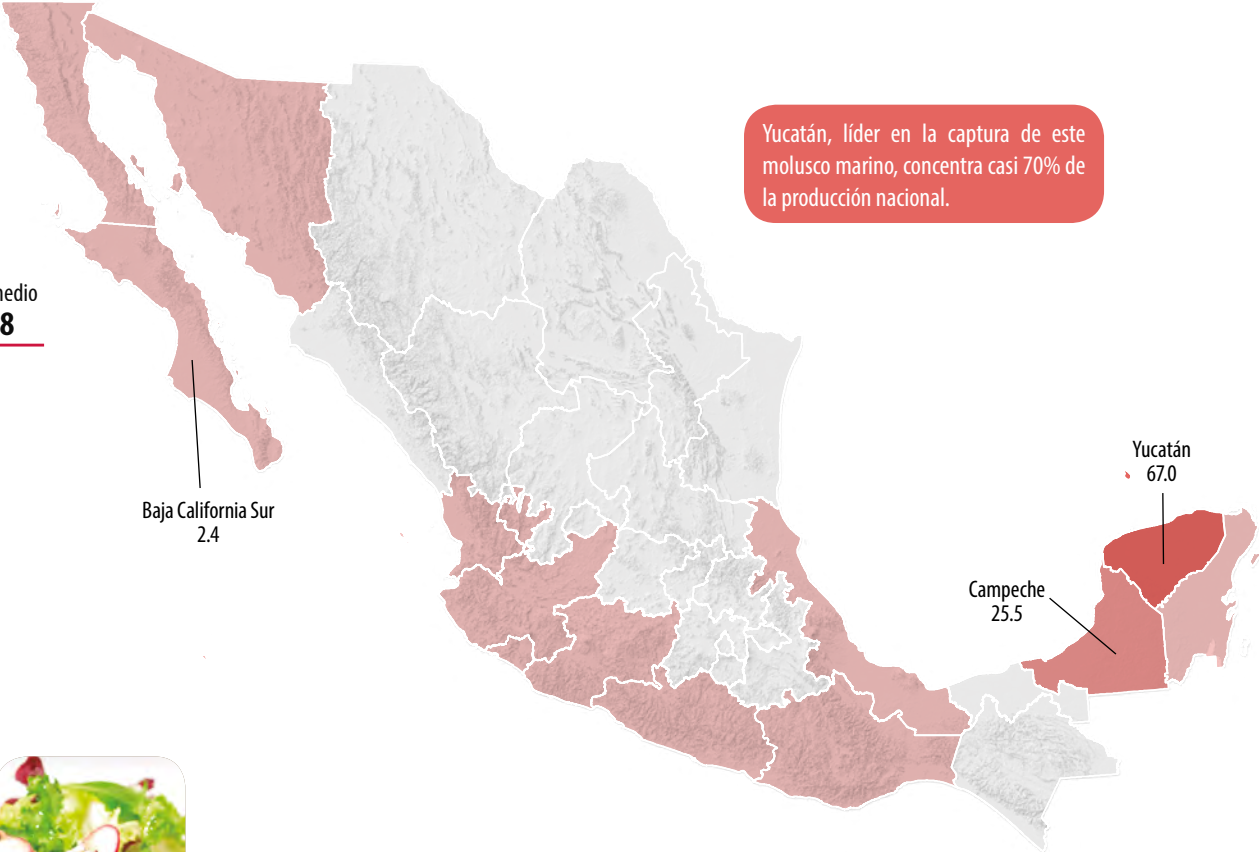 Yucatán, líder en la captura de este
molusco marino, concentra casi 70% de
la producción nacional.
8
Yucatán
67.0
Baja California Sur
2.4
Campeche
25.5